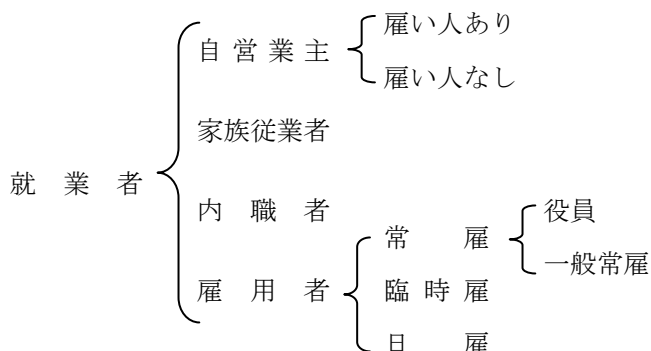 雇い人あり
自営業主
雇い人なし
家族従業者
就業者
内職者
役員
常雇
一般常雇
雇用者
臨時雇
日雇